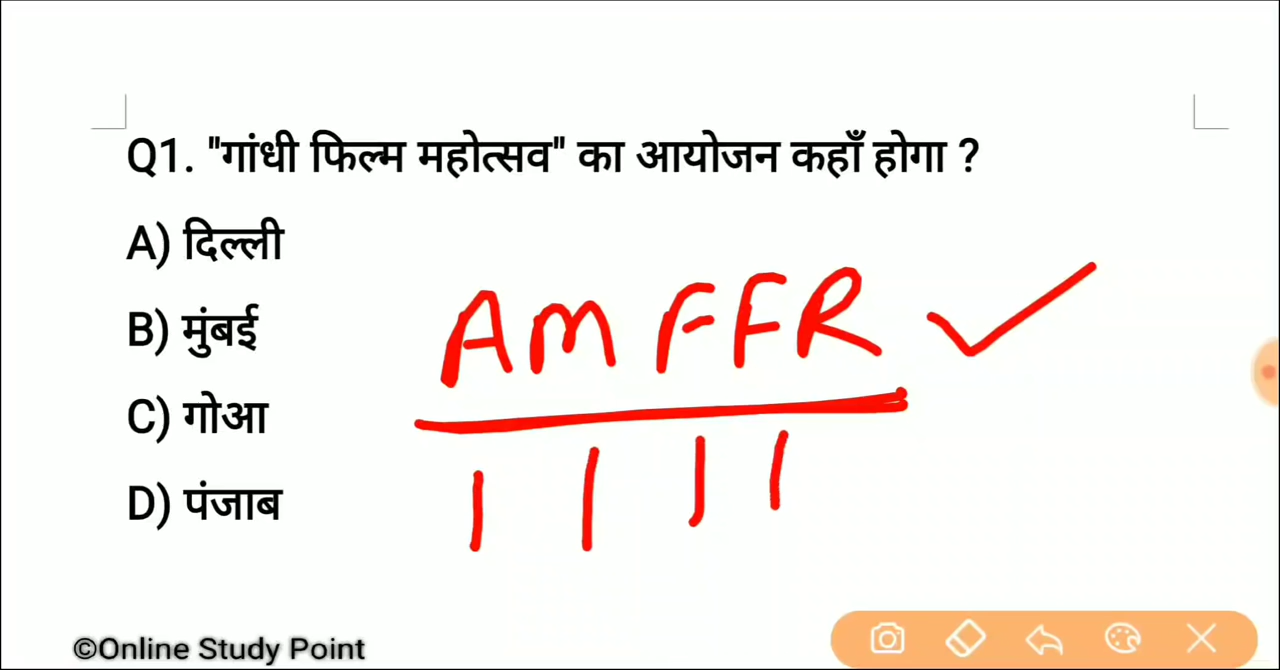 Q1. "गांधी फिल्म महोत्सव" का आयोजन कहाँ होगा ?
A) दिल्ली
B) मुंबई
AMFFR
C) गोआ
D) पंजाब
©Online Study Point